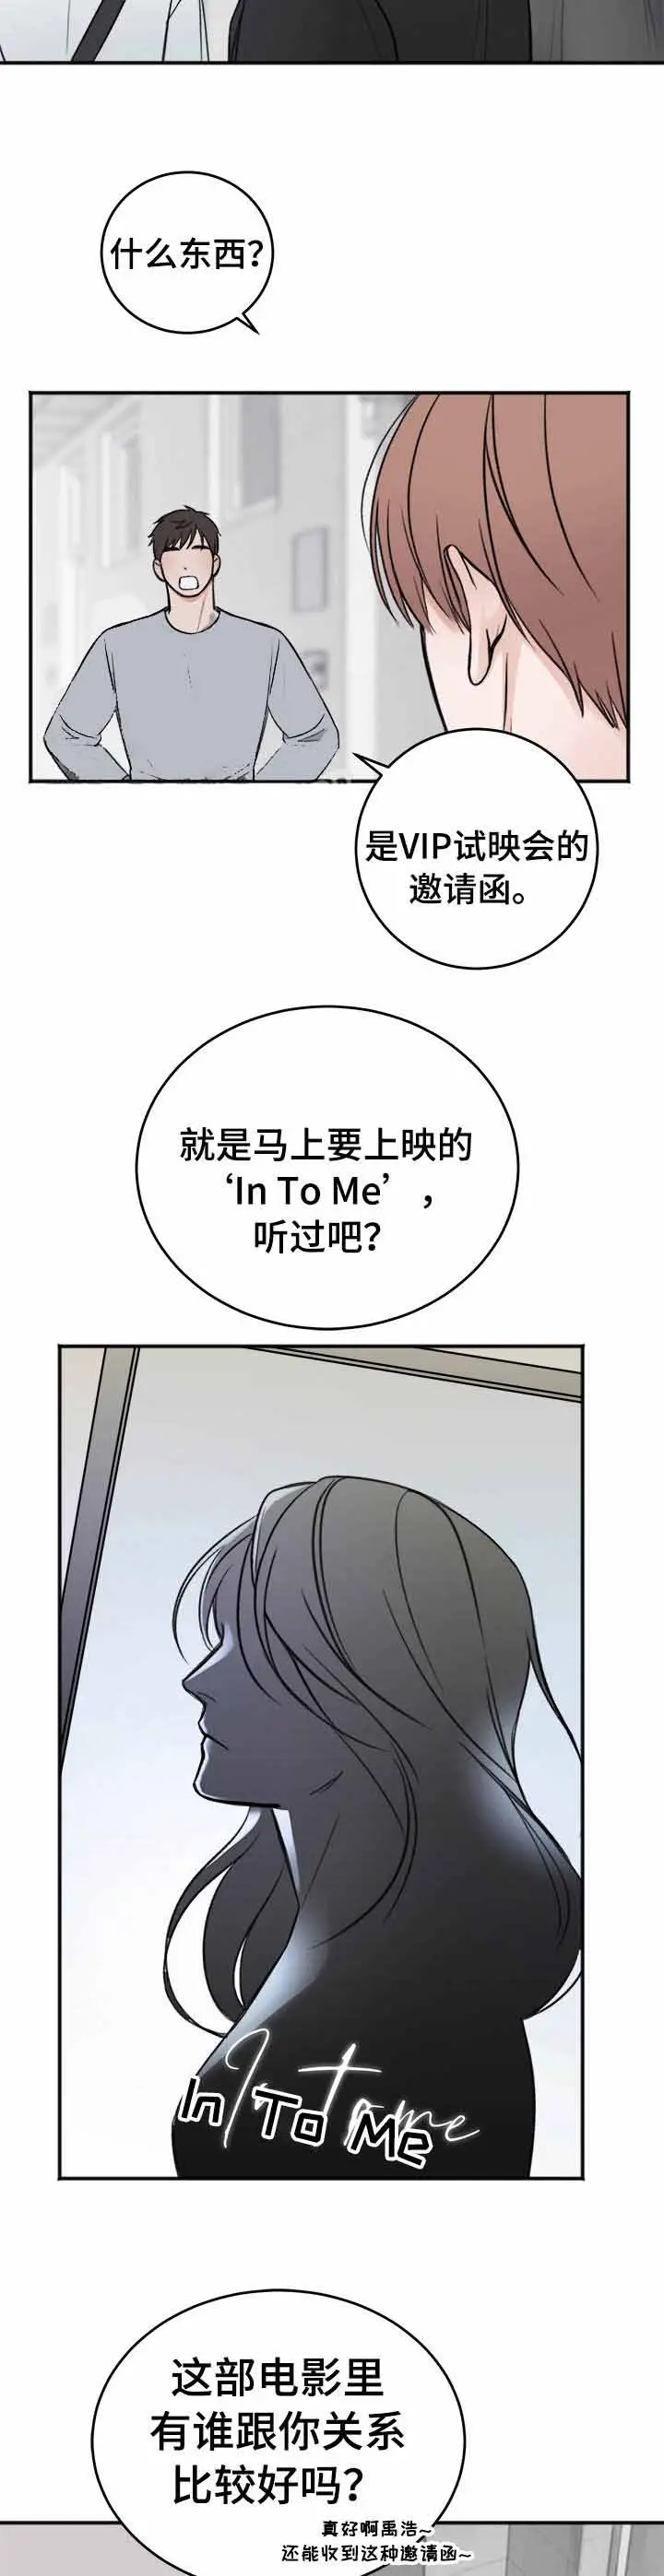 什么东西？
是VIP试映会的
邀请函。
就是马上要上映的
‘In To Me’，
听过吧？
In to me
In To Me
这部电影里
有谁跟你关系
比较好吗？
真好啊禹浩~
还能收到这种邀请函~